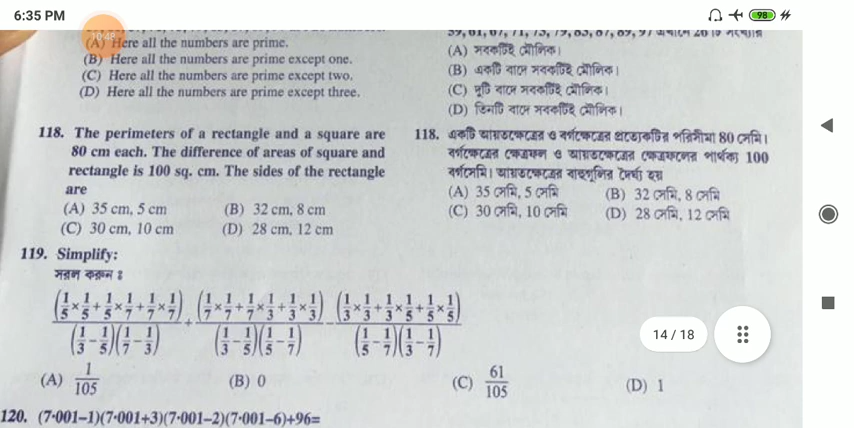 6:35 PM
98
10:48
(A) Here all the numbers are prime.
(B) Here all the numbers are prime except one.
(C) Here all the numbers are prime except two.
(D) Here all the numbers are prime except three.
(A) সবকটিই মৌলিক।
(B) একটি বাদে সবকটিই মৌলিক।
(C) দুটি বাদে সবকটিই মৌলিক।
(D) তিনটি বাদে সবকটিই মৌলিক।
118. The perimeters of a rectangle and a square are
80 cm each. The difference of areas of square and
rectangle is 100 sq. cm. The sides of the rectangle
are
(A) 35 cm, 5 cm (B) 32 cm, 8 cm
(C) 30 cm, 10 cm (D) 28 cm, 12 cm
118. একটি আয়তক্ষেত্রের ও বর্গক্ষেত্রের প্রত্যেকটির পরিসীমা 80 সেমি।
বর্গক্ষেত্রের ক্ষেত্রফল ও আয়তক্ষেত্রের ক্ষেত্রফলের পার্থক্য 100
বর্গসেমি। আয়তক্ষেত্রের বাহুগুলির দৈর্ঘ্য হয়
(A) 35 সেমি, 5 সেমি (B) 32 সেমি, 8 সেমি
(C) 30 সেমি, 10 সেমি (D) 28 সেমি, 12 সেমি
119. Simplify:
সরল করুন ঃ
(1/5×1/5+1/5×1/7+1/7×1/7)/((1/3−1/5)(1/7−1/3)) + (1/7×1/7+1/7×1/3+1/3×1/3)/((1/3−1/5)(1/5−1/7)) − (1/3×1/3+1/3×1/5+1/5×1/5)/((1/5−1/7)(1/3−1/7))
(A) 1/105 (B) 0 (C) 61/105 (D) 1
14 / 18
120. (7·001−1)(7·001+3)(7·001−2)(7·001−6)+96=